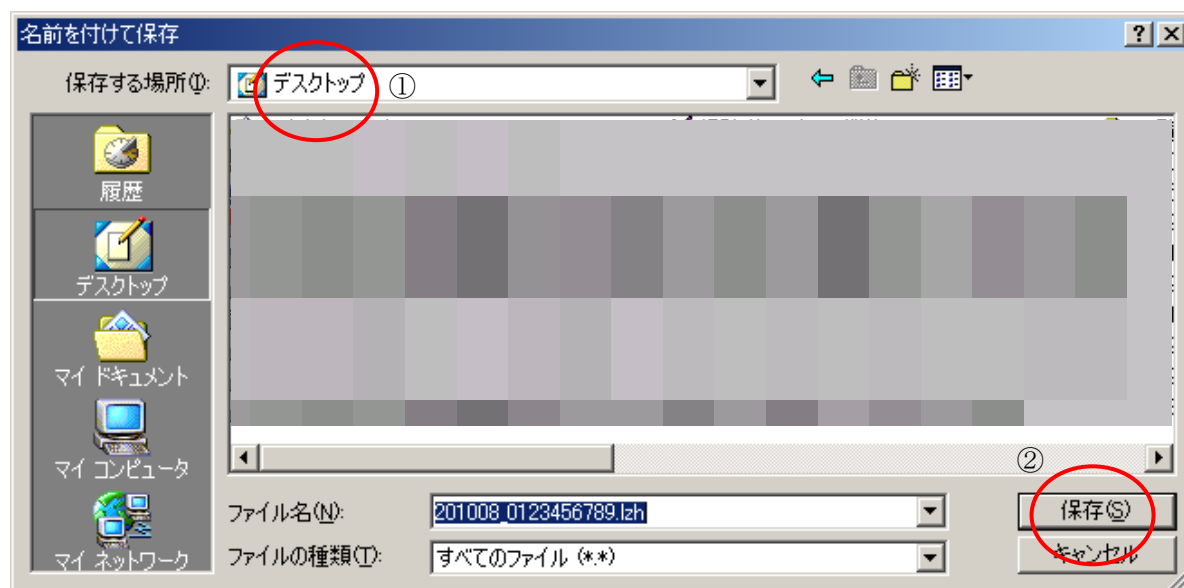 名前を付けて保存
保存する場所(I):
デスクトップ
①
履歴
デスクトップ
マイ ドキュメント
マイ コンピュータ
マイ ネットワーク
②
ファイル名(N):
201008_0123456789.lzh
保存(S)
ファイルの種類(T):
すべてのファイル (*.*)
キャンセル